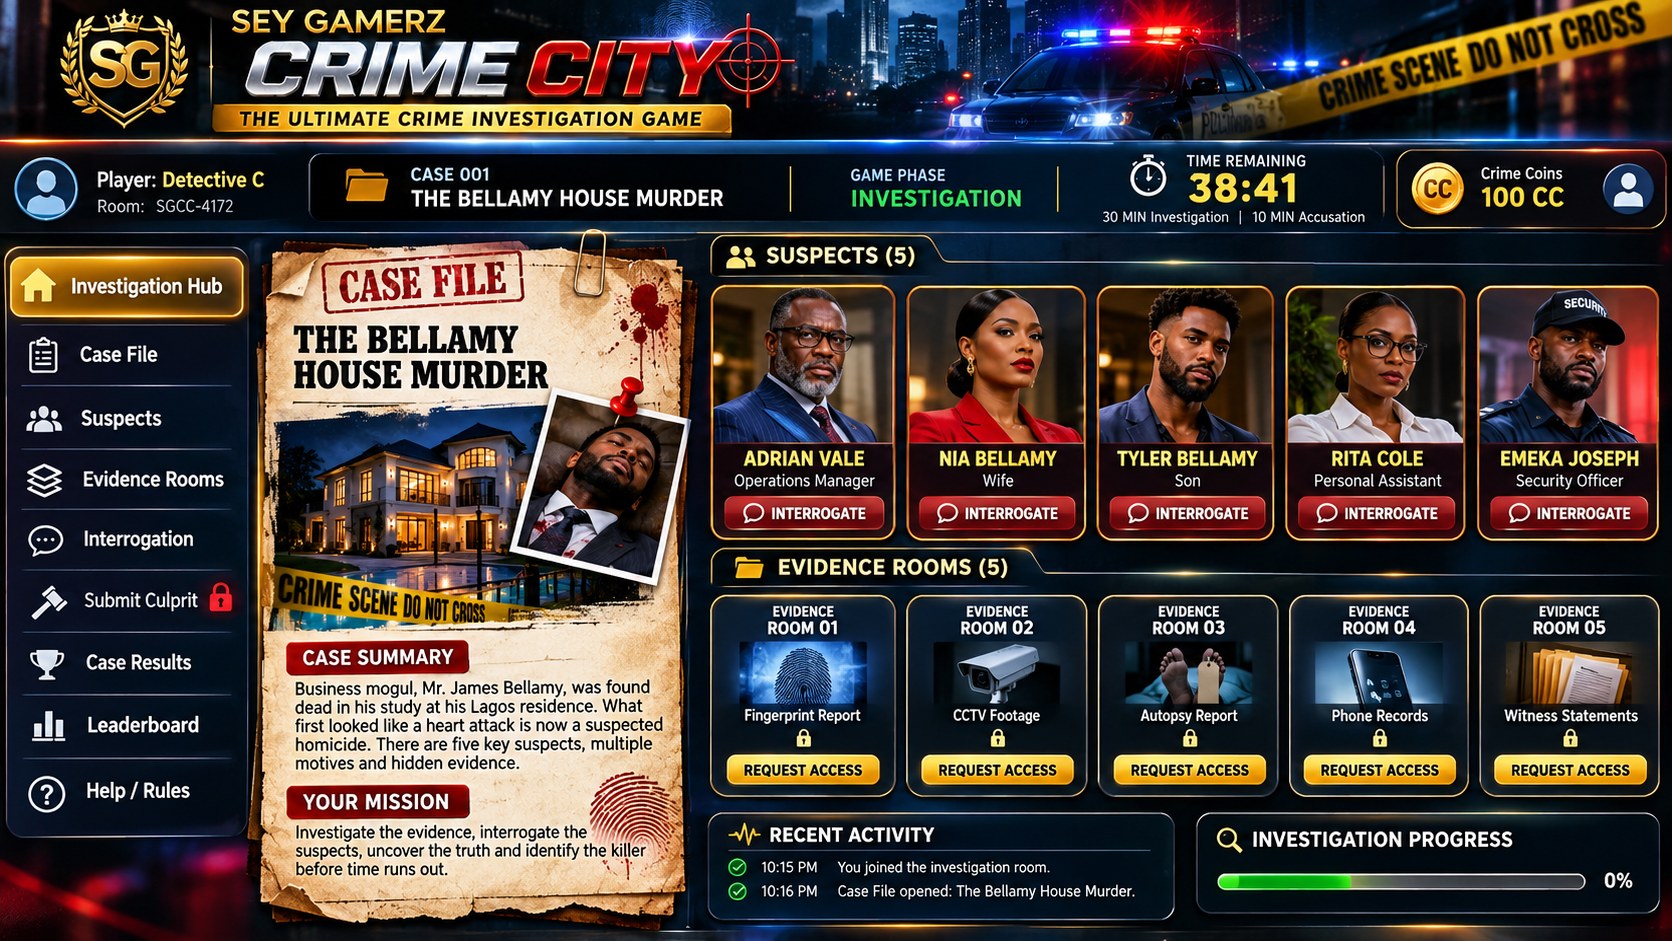 SG
SEY GAMERZ
CRIME CITY
THE ULTIMATE CRIME INVESTIGATION GAME
CRIME SCENE DO NOT CROSS
Player: Detective C
Room: SGCC-4172
CASE 001
THE BELLAMY HOUSE MURDER
GAME PHASE
INVESTIGATION
TIME REMAINING
38:41
30 MIN Investigation | 10 MIN Accusation
CC
Crime Coins
100 CC
Investigation Hub
Case File
Suspects
Evidence Rooms
Interrogation
Submit Culprit
Case Results
Leaderboard
Help / Rules
CASE FILE
THE BELLAMY
HOUSE MURDER
CRIME SCENE DO NOT CROSS
CASE SUMMARY
Business mogul, Mr. James Bellamy, was found
dead in his study at his Lagos residence. What
first looked like a heart attack is now a suspected
homicide. There are five key suspects, multiple
motives and hidden evidence.
YOUR MISSION
Investigate the evidence, interrogate the
suspects, uncover the truth and identify the killer
before time runs out.
SUSPECTS (5)
ADRIAN VALE
Operations Manager
INTERROGATE
NIA BELLAMY
Wife
INTERROGATE
TYLER BELLAMY
Son
INTERROGATE
RITA COLE
Personal Assistant
INTERROGATE
SECURITY
EMEKA JOSEPH
Security Officer
INTERROGATE
EVIDENCE ROOMS (5)
EVIDENCE
ROOM 01
Fingerprint Report
REQUEST ACCESS
EVIDENCE
ROOM 02
CCTV Footage
REQUEST ACCESS
EVIDENCE
ROOM 03
Autopsy Report
REQUEST ACCESS
EVIDENCE
ROOM 04
Phone Records
REQUEST ACCESS
EVIDENCE
ROOM 05
Witness Statements
REQUEST ACCESS
RECENT ACTIVITY
10:15 PM You joined the investigation room.
10:16 PM Case File opened: The Bellamy House Murder.
INVESTIGATION PROGRESS
0%